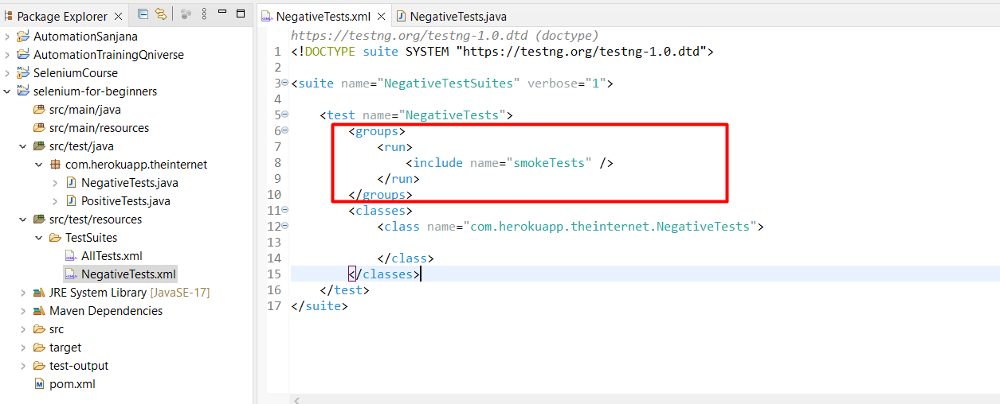 Package Explorer
AutomationSanjana
AutomationTrainingQniverse
SeleniumCourse
selenium-for-beginners
src/main/java
src/main/resources
src/test/java
com.herokuapp.theinternet
NegativeTests.java
PositiveTests.java
src/test/resources
TestSuites
AllTests.xml
NegativeTests.xml
JRE System Library [JavaSE-17]
Maven Dependencies
src
target
test-output
pom.xml
NegativeTests.xml
NegativeTests.java
https://testng.org/testng-1.0.dtd (doctype)
1 <!DOCTYPE suite SYSTEM "https://testng.org/testng-1.0.dtd">
2
3 <suite name="NegativeTestSuites" verbose="1">
4
5 <test name="NegativeTests">
6 <groups>
7 <run>
8 <include name="smokeTests" />
9 </run>
10 </groups>
11 <classes>
12 <class name="com.herokuapp.theinternet.NegativeTests">
13
14 </class>
15 </classes>
16 </test>
17 </suite>